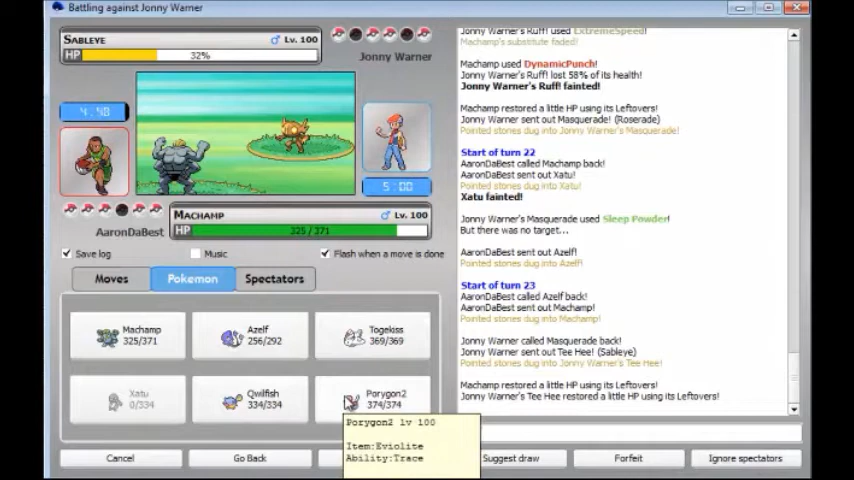 Battling against Jonny Warner
SABLEYE ♂ Lv. 100
HP 32%
Jonny Warner
4:48
5:00
AaronDaBest
MACHAMP ♂ Lv. 100
HP 325 / 371
Save log
Music
Flash when a move is done
Moves
Pokemon
Spectators
Machamp
325/371
Azelf
256/292
Togekiss
369/369
Xatu
0/334
Qwilfish
334/334
Porygon2
374/374
Porygon2 lv 100
Item:Eviolite
Ability:Trace
Cancel
Go Back
Suggest draw
Forfeit
Ignore spectators
Jonny Warner's Ruff! used ExtremeSpeed!
Machamp's substitute faded!
Machamp used DynamicPunch!
Jonny Warner's Ruff! lost 58% of its health!
Jonny Warner's Ruff! fainted!
Machamp restored a little HP using its Leftovers!
Jonny Warner sent out Masquerade! (Roserade)
Pointed stones dug into Jonny Warner's Masquerade!
Start of turn 22
AaronDaBest called Machamp back!
AaronDaBest sent out Xatu!
Pointed stones dug into Xatu!
Xatu fainted!
Jonny Warner's Masquerade used Sleep Powder!
But there was no target...
AaronDaBest sent out Azelf!
Pointed stones dug into Azelf!
Start of turn 23
AaronDaBest called Azelf back!
AaronDaBest sent out Machamp!
Pointed stones dug into Machamp!
Jonny Warner called Masquerade back!
Jonny Warner sent out Tee Hee! (Sableye)
Pointed stones dug into Jonny Warner's Tee Hee!
Machamp restored a little HP using its Leftovers!
Jonny Warner's Tee Hee restored a little HP using its Leftovers!